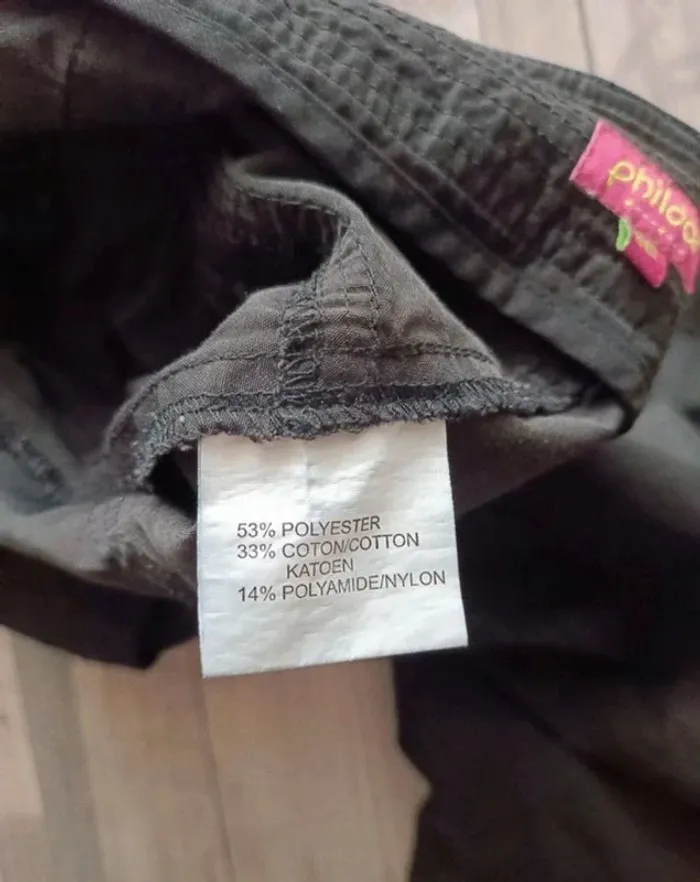 53% POLYESTER
33% COTON/COTTON
KATOEN
14% POLYAMIDE/NYLON